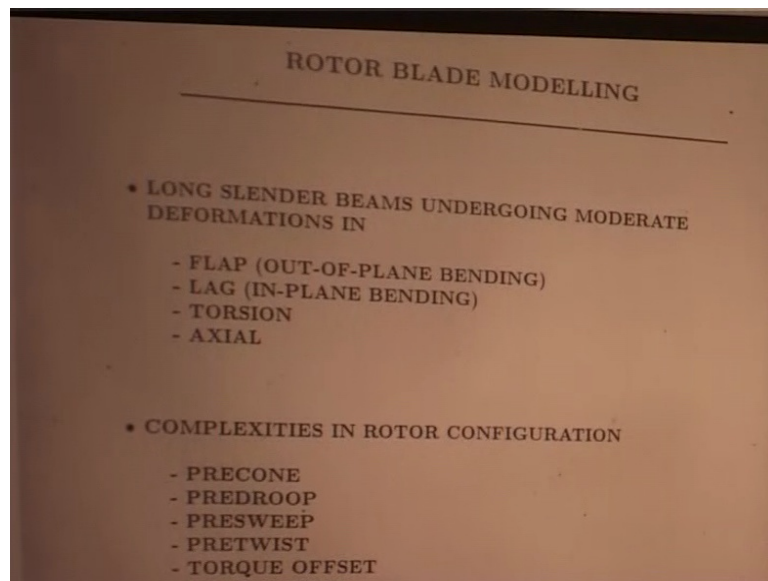 ROTOR BLADE MODELLING
• LONG SLENDER BEAMS UNDERGOING MODERATE
DEFORMATIONS IN
- FLAP (OUT-OF-PLANE BENDING)
- LAG (IN-PLANE BENDING)
- TORSION
- AXIAL
• COMPLEXITIES IN ROTOR CONFIGURATION
- PRECONE
- PREDROOP
- PRESWEEP
- PRETWIST
- TORQUE OFFSET